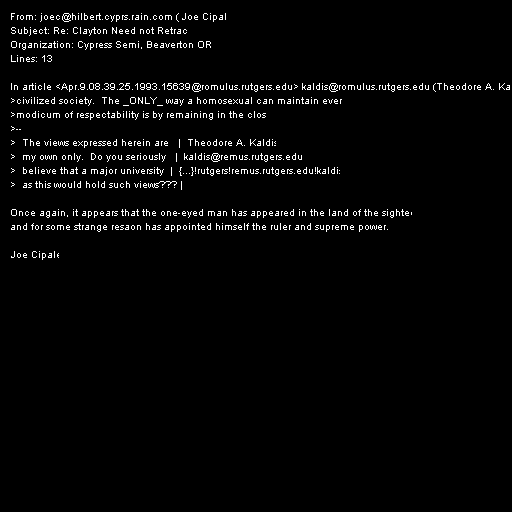 From: joec@hilbert.cyprs.rain.com ( Joe Cipal
Subject: Re: Clayton Need not Retrac
Organization: Cypress Semi, Beaverton OR
Lines: 13

In article <Apr.9.08.39.25.1993.15639@romulus.rutgers.edu> kaldis@romulus.rutgers.edu (Theodore A. Ka
>civilized society.  The _ONLY_ way a homosexual can maintain ever
>modicum of respectability is by remaining in the clos
>--
>  The views expressed herein are   |  Theodore A. Kaldis
>  my own only.  Do you seriously   |  kaldis@remus.rutgers.edu
>  believe that a major university  |  {...}!rutgers!remus.rutgers.edu!kaldi
>  as this would hold such views??? |

Once again, it appears that the one-eyed man has appeared in the land of the sighte
and for some strange resaon has appointed himself the ruler and supreme power.

Joe Cipale